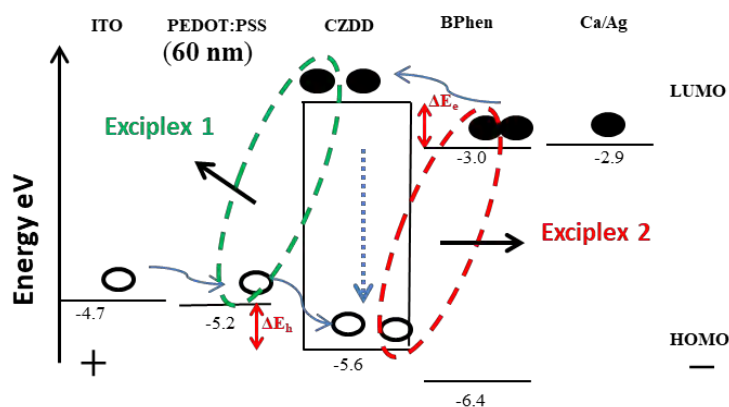 ITO PEDOT:PSS CZDD BPhen Ca/Ag
(60 nm)
LUMO
ΔEe
Exciplex 1
-3.0 -2.9
Energy eV
Exciplex 2
-4.7
-5.2 ΔEh
HOMO
-5.6
+ —
-6.4